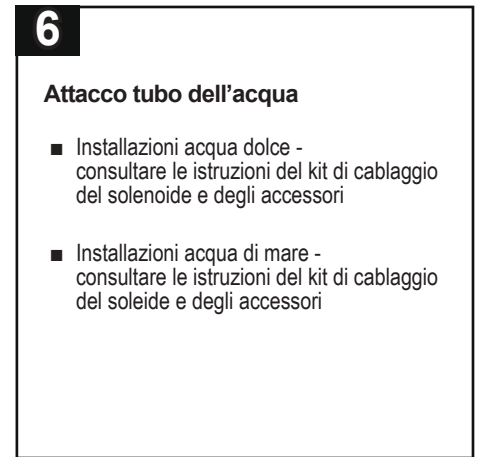 6
Attacco tubo dell’acqua
■ Installazioni acqua dolce -
consultare le istruzioni del kit di cablaggio
del solenoide e degli accessori
■ Installazioni acqua di mare -
consultare le istruzioni del kit di cablaggio
del soleide e degli accessori